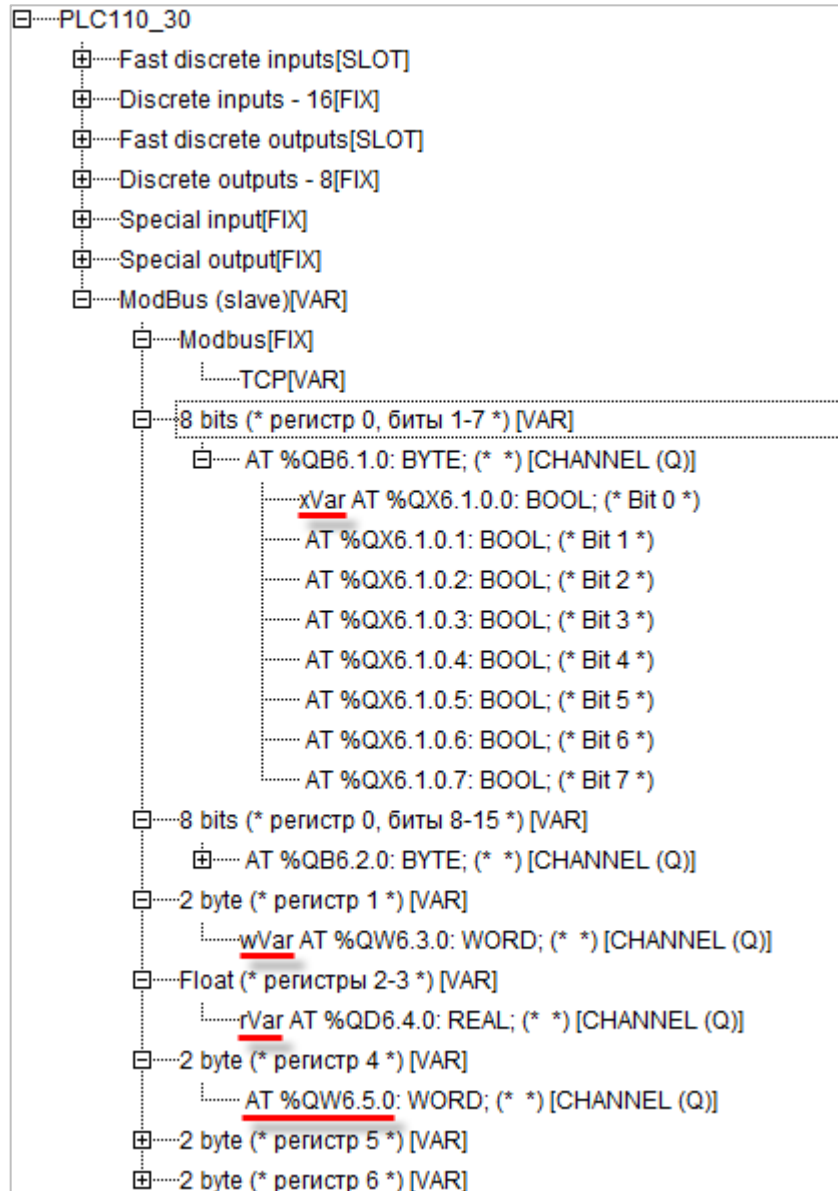 PLC110_30
Fast discrete inputs[SLOT]
Discrete inputs - 16[FIX]
Fast discrete outputs[SLOT]
Discrete outputs - 8[FIX]
Special input[FIX]
Special output[FIX]
ModBus (slave)[VAR]
Modbus[FIX]
TCP[VAR]
8 bits (* регистр 0, биты 1-7 *) [VAR]
AT %QB6.1.0: BYTE; (* *) [CHANNEL (Q)]
xVar AT %QX6.1.0.0: BOOL; (* Bit 0 *)
AT %QX6.1.0.1: BOOL; (* Bit 1 *)
AT %QX6.1.0.2: BOOL; (* Bit 2 *)
AT %QX6.1.0.3: BOOL; (* Bit 3 *)
AT %QX6.1.0.4: BOOL; (* Bit 4 *)
AT %QX6.1.0.5: BOOL; (* Bit 5 *)
AT %QX6.1.0.6: BOOL; (* Bit 6 *)
AT %QX6.1.0.7: BOOL; (* Bit 7 *)
8 bits (* регистр 0, биты 8-15 *) [VAR]
AT %QB6.2.0: BYTE; (* *) [CHANNEL (Q)]
2 byte (* регистр 1 *) [VAR]
wVar AT %QW6.3.0: WORD; (* *) [CHANNEL (Q)]
Float (* регистры 2-3 *) [VAR]
rVar AT %QD6.4.0: REAL; (* *) [CHANNEL (Q)]
2 byte (* регистр 4 *) [VAR]
AT %QW6.5.0: WORD; (* *) [CHANNEL (Q)]
2 byte (* регистр 5 *) [VAR]
2 byte (* регистр 6 *) [VAR]